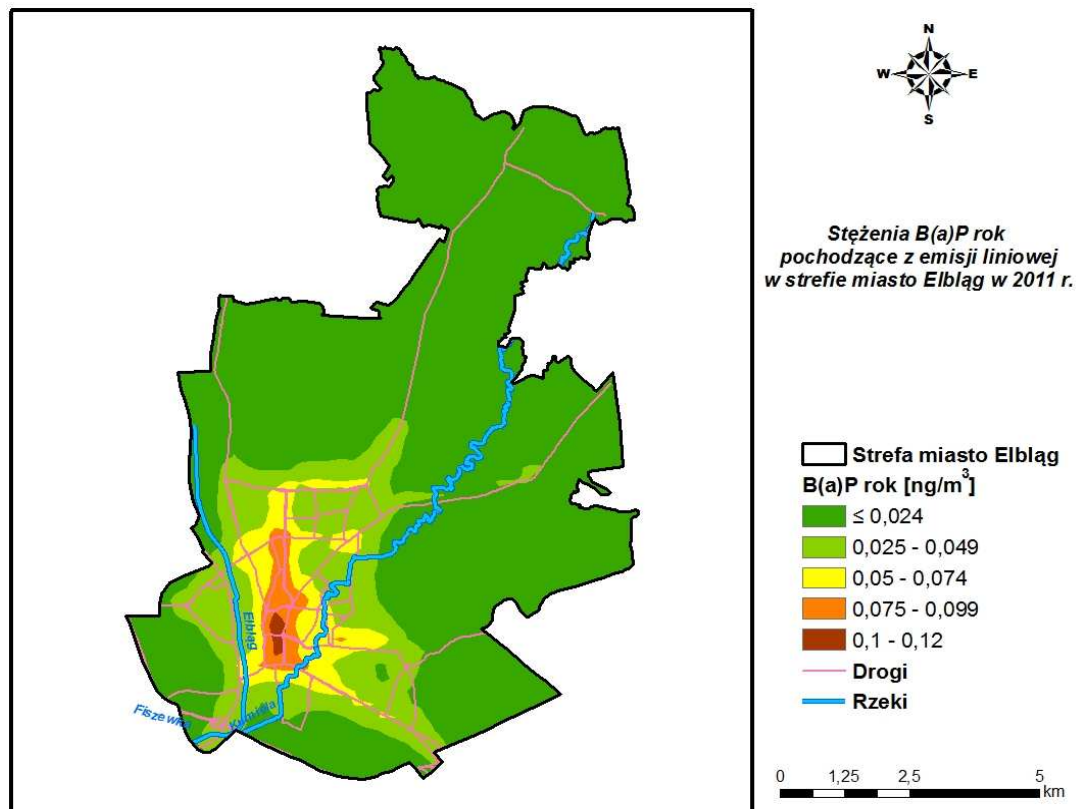 N
W E
S
Stężenia B(a)P rok
pochodzące z emisji liniowej
w strefie miasto Elbląg w 2011 r.
Strefa miasto Elbląg
B(a)P rok [ng/m³]
≤ 0,024
0,025 - 0,049
0,05 - 0,074
0,075 - 0,099
0,1 - 0,12
Drogi
Rzeki
0 1,25 2,5 5
km
Elbląg
Fiszewka